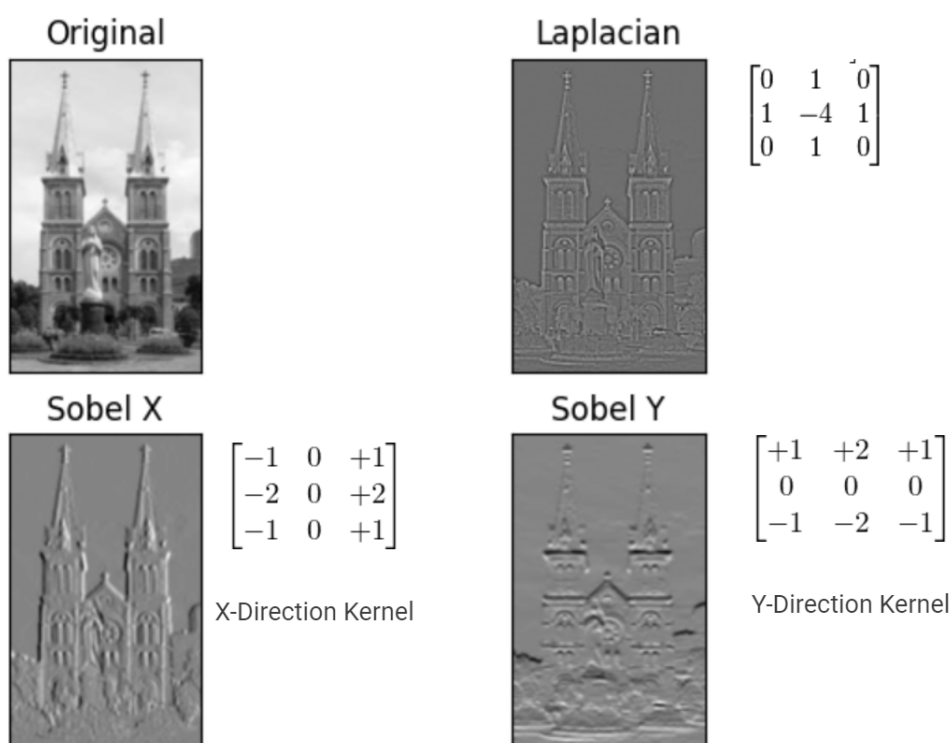 Original
Laplacian
0 1 0
1 −4 1
0 1 0
Sobel X
−1 0 +1
−2 0 +2
−1 0 +1
X-Direction Kernel
Sobel Y
+1 +2 +1
0 0 0
−1 −2 −1
Y-Direction Kernel